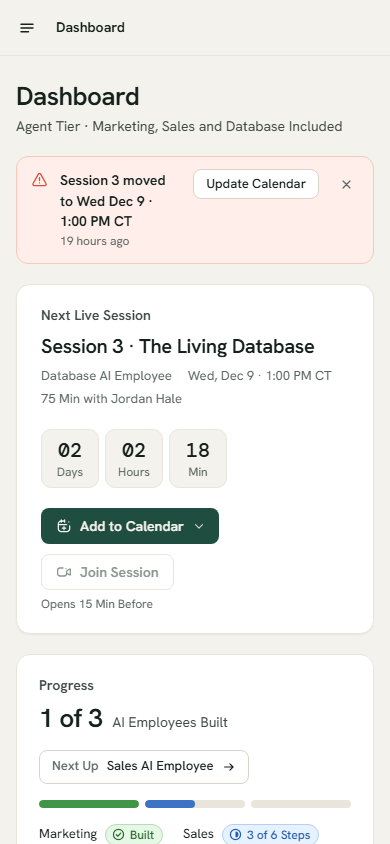 Dashboard
Dashboard
Agent Tier · Marketing, Sales and Database Included
Session 3 moved
to Wed Dec 9 ·
1:00 PM CT
19 hours ago
Update Calendar
Next Live Session
Session 3 · The Living Database
Database AI Employee Wed, Dec 9 · 1:00 PM CT
75 Min with Jordan Hale
02 02 18
Days Hours Min
Add to Calendar
Join Session
Opens 15 Min Before
Progress
1 of 3 AI Employees Built
Next Up Sales AI Employee →
Marketing Built Sales 3 of 6 Steps